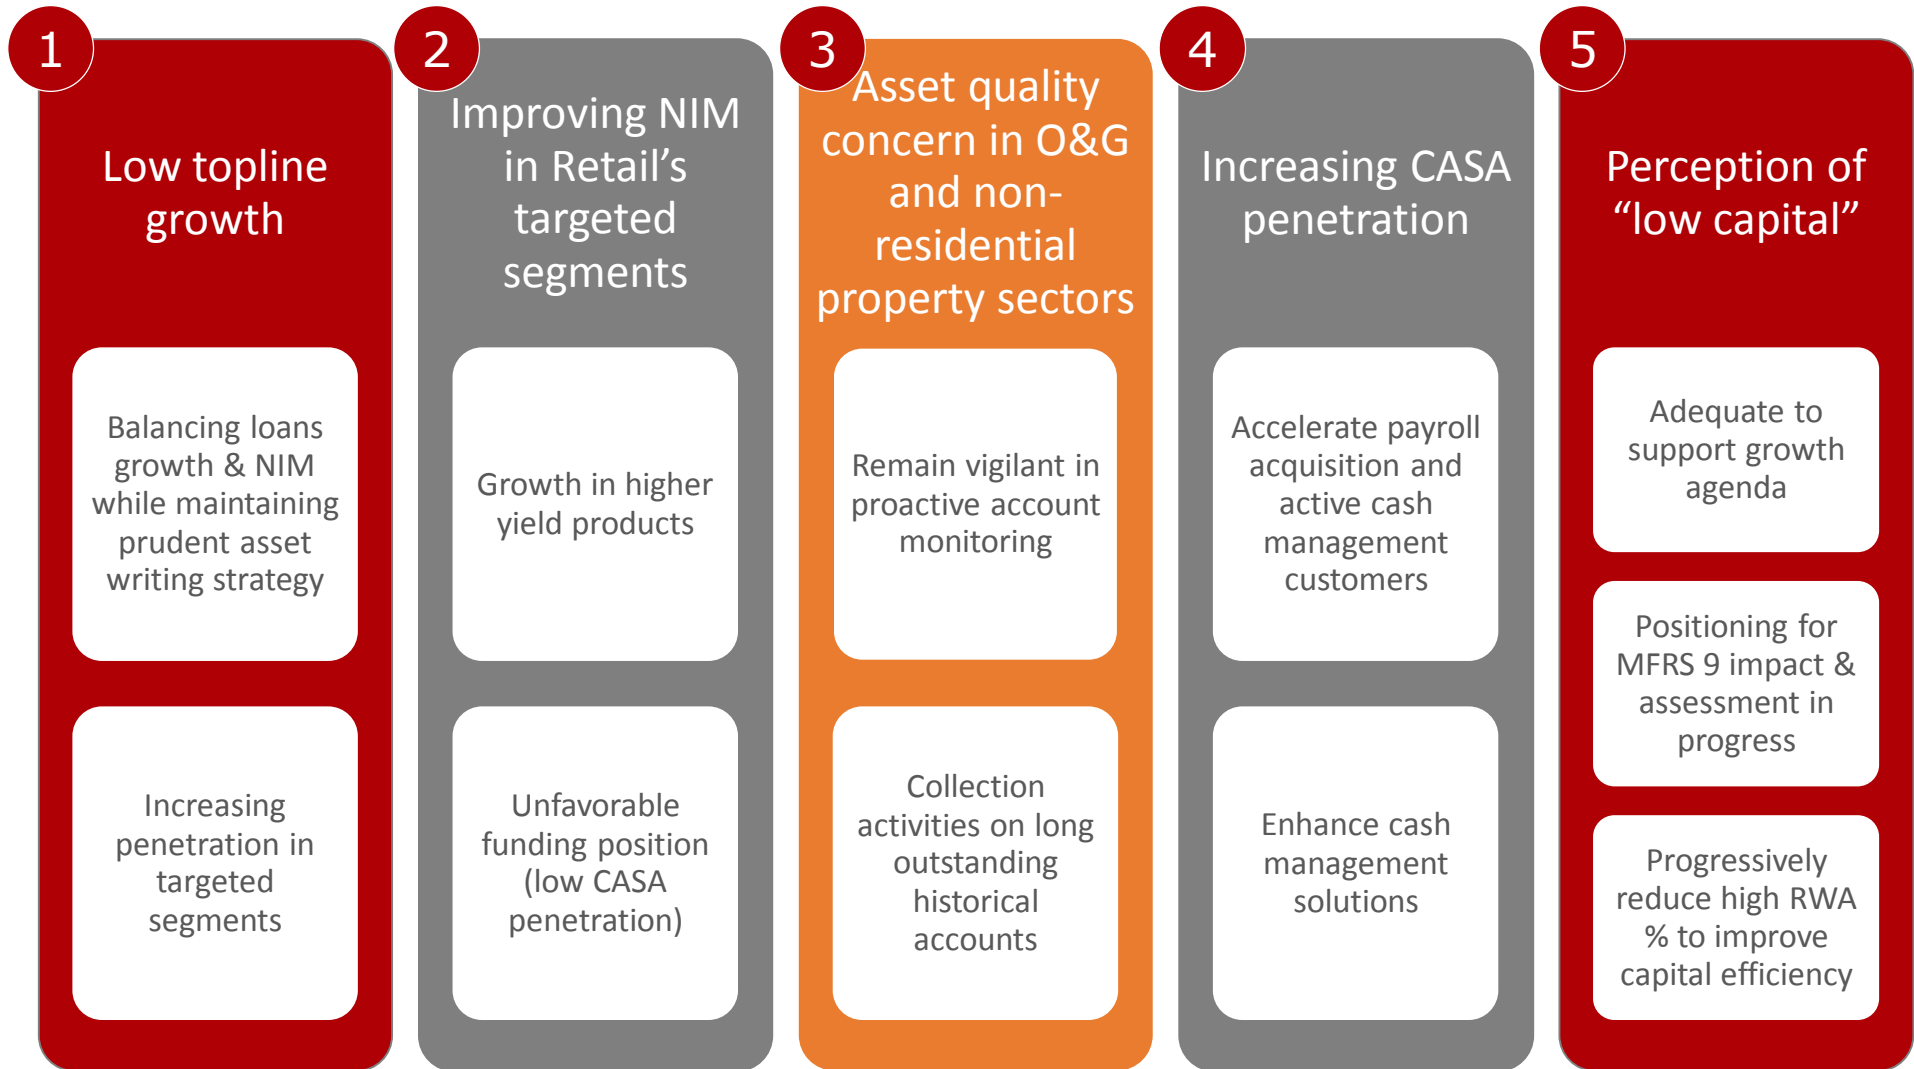 1
Low topline
growth
Balancing loans
growth & NIM
while maintaining
prudent asset
writing strategy
Increasing
penetration in
targeted
segments
2
Improving NIM
in Retail’s
targeted
segments
Growth in higher
yield products
Unfavorable
funding position
(low CASA
penetration)
3
Asset quality
concern in O&G
and non-
residential
property sectors
Remain vigilant in
proactive account
monitoring
Collection
activities on long
outstanding
historical
accounts
4
Increasing CASA
penetration
Accelerate payroll
acquisition and
active cash
management
customers
Enhance cash
management
solutions
5
Perception of
“low capital”
Adequate to
support growth
agenda
Positioning for
MFRS 9 impact &
assessment in
progress
Progressively
reduce high RWA
% to improve
capital efficiency